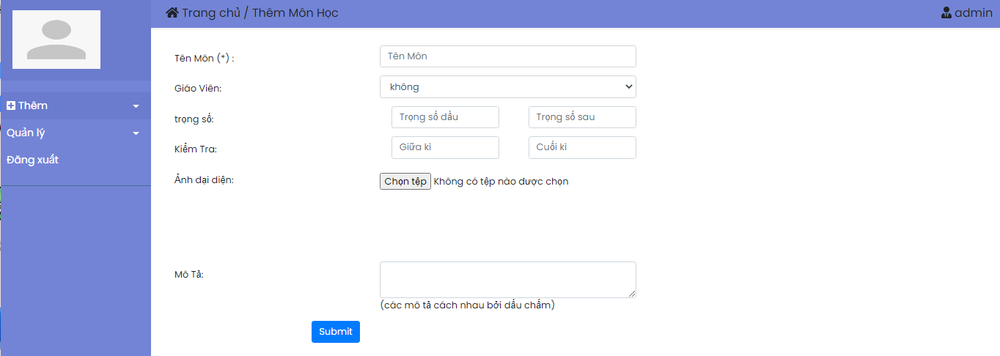 Trang chủ / Thêm Môn Học
admin
Thêm
Quản lý
Đăng xuất
Tên Môn (*) :
Tên Môn
Giáo Viên:
không
trọng số:
Trọng số đầu
Trọng số sau
Kiểm Tra:
Giữa kì
Cuối kì
Ảnh đại diện:
Chọn tệp Không có tệp nào được chọn
Mô Tả:
(các mô tả cách nhau bởi dấu chấm)
Submit